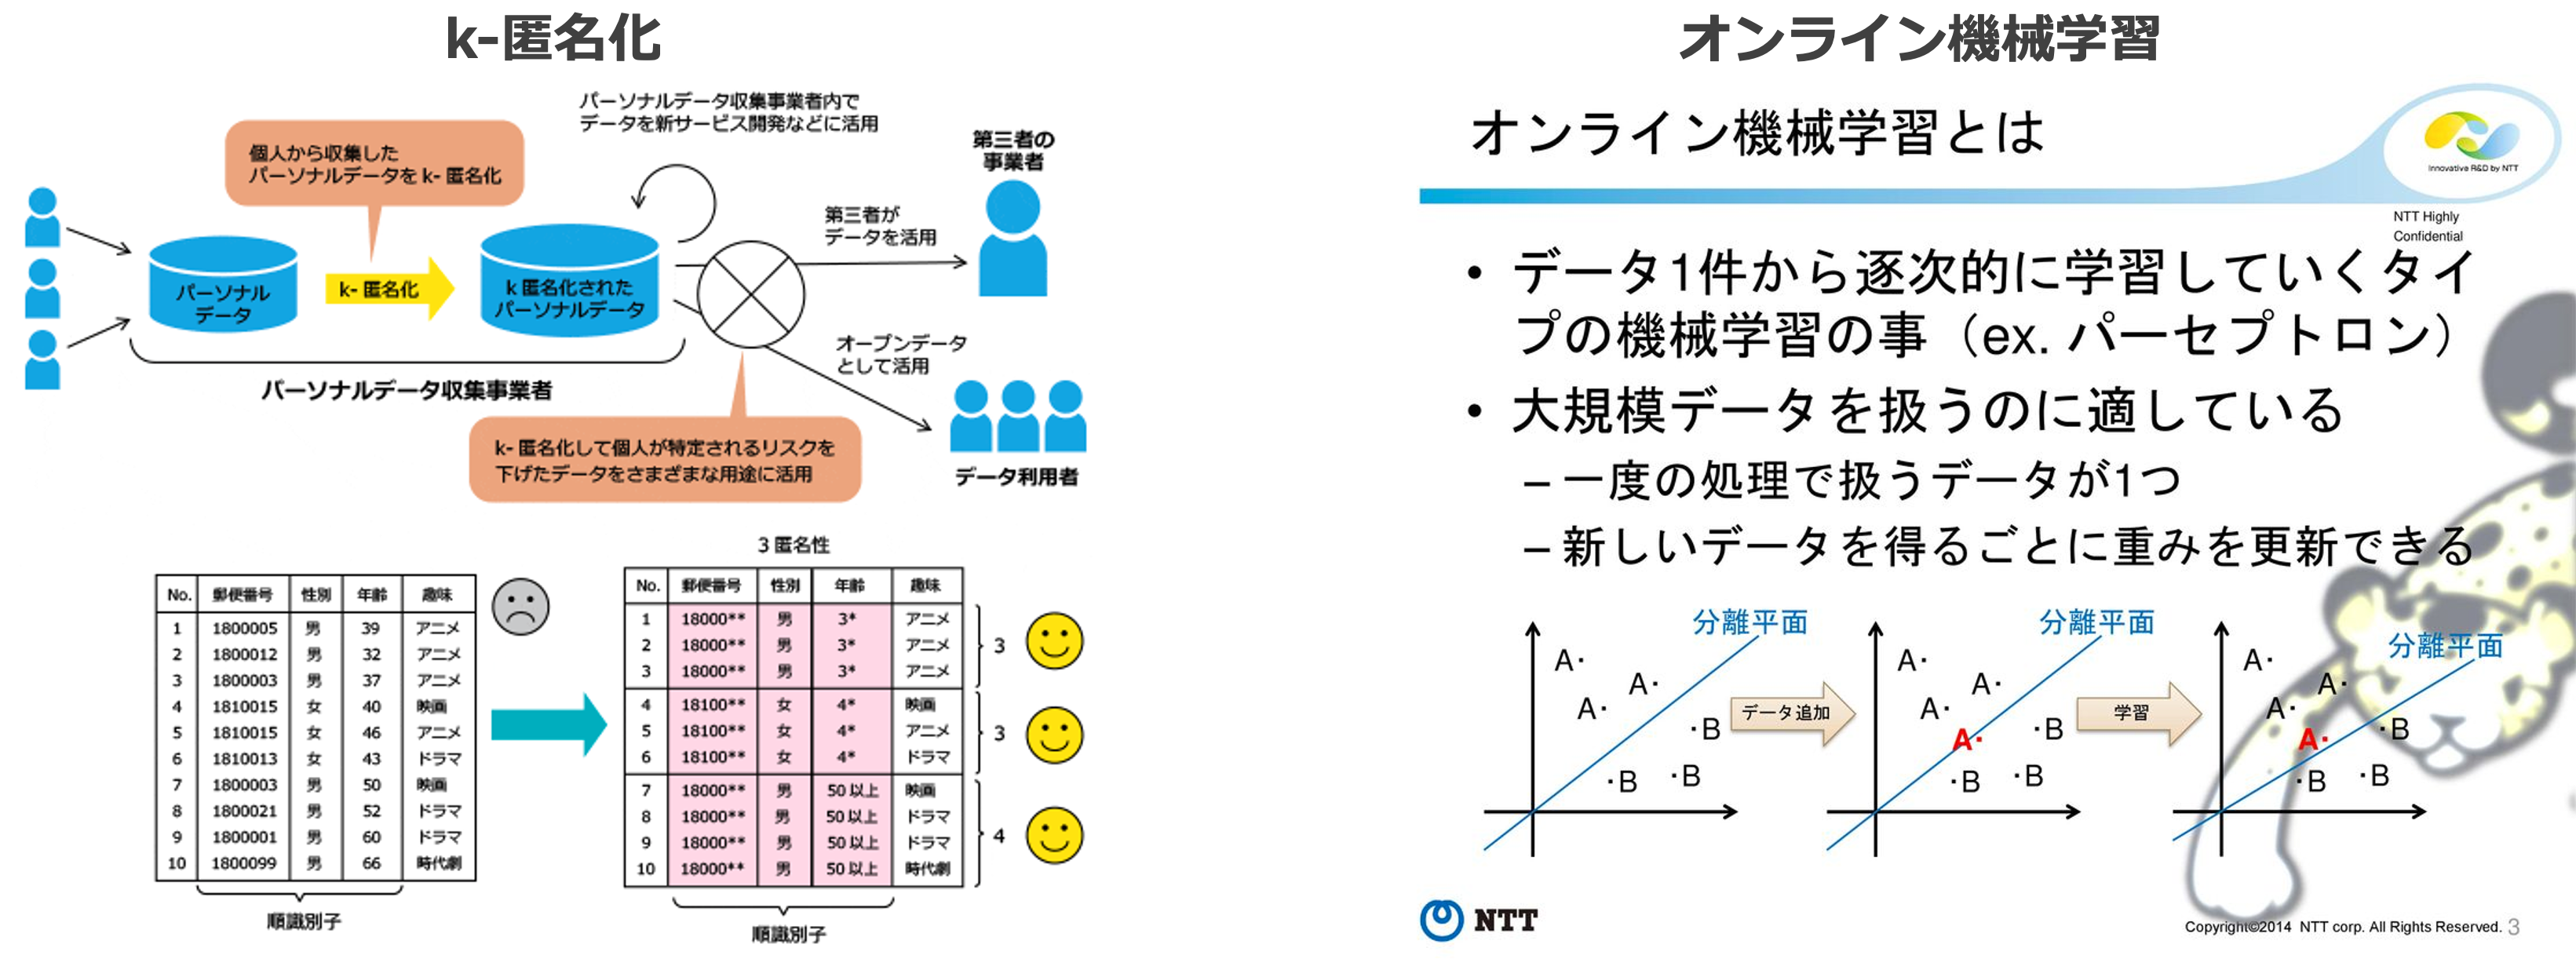 k-匿名化
パーソナルデータ収集事業者内で
データを新サービス開発などに活用
個人から収集した
パーソナルデータをk-匿名化
第三者の
事業者
第三者が
データを活用
パーソナル
データ
k-匿名化
k匿名化された
パーソナルデータ
オープンデータ
として活用
パーソナルデータ収集事業者
k-匿名化して個人が特定されるリスクを
下げたデータをさまざまな用途に活用
データ利用者
No. 郵便番号 性別 年齢 趣味
1 1800005 男 39 アニメ
2 1800012 男 32 アニメ
3 1800003 男 37 アニメ
4 1810015 女 40 映画
5 1810015 女 46 アニメ
6 1810013 女 43 ドラマ
7 1800003 男 50 映画
8 1800021 男 52 ドラマ
9 1800001 男 60 ドラマ
10 1800099 男 66 時代劇
順識別子
3匿名性
No. 郵便番号 性別 年齢 趣味
1 18000** 男 3* アニメ
2 18000** 男 3* アニメ
3 18000** 男 3* アニメ
3
4 18100** 女 4* 映画
5 18100** 女 4* アニメ
6 18100** 女 4* ドラマ
3
7 18000** 男 50以上 映画
8 18000** 男 50以上 ドラマ
9 18000** 男 50以上 ドラマ
10 18000** 男 50以上 時代劇
4
順識別子
オンライン機械学習
オンライン機械学習とは
Innovative R&D by NTT
NTT Highly
Confidential
• データ1件から逐次的に学習していくタイ
プの機械学習の事（ex. パーセプトロン）
• 大規模データを扱うのに適している
– 一度の処理で扱うデータが1つ
– 新しいデータを得るごとに重みを更新できる
分離平面
A・
A・
A・
・B
・B
・B
データ追加
分離平面
A・
A・
A・
A・
・B
・B
・B
学習
分離平面
A・
A・
A・
A・
・B
・B
・B
NTT
Copyright©2014 NTT corp. All Rights Reserved. 3